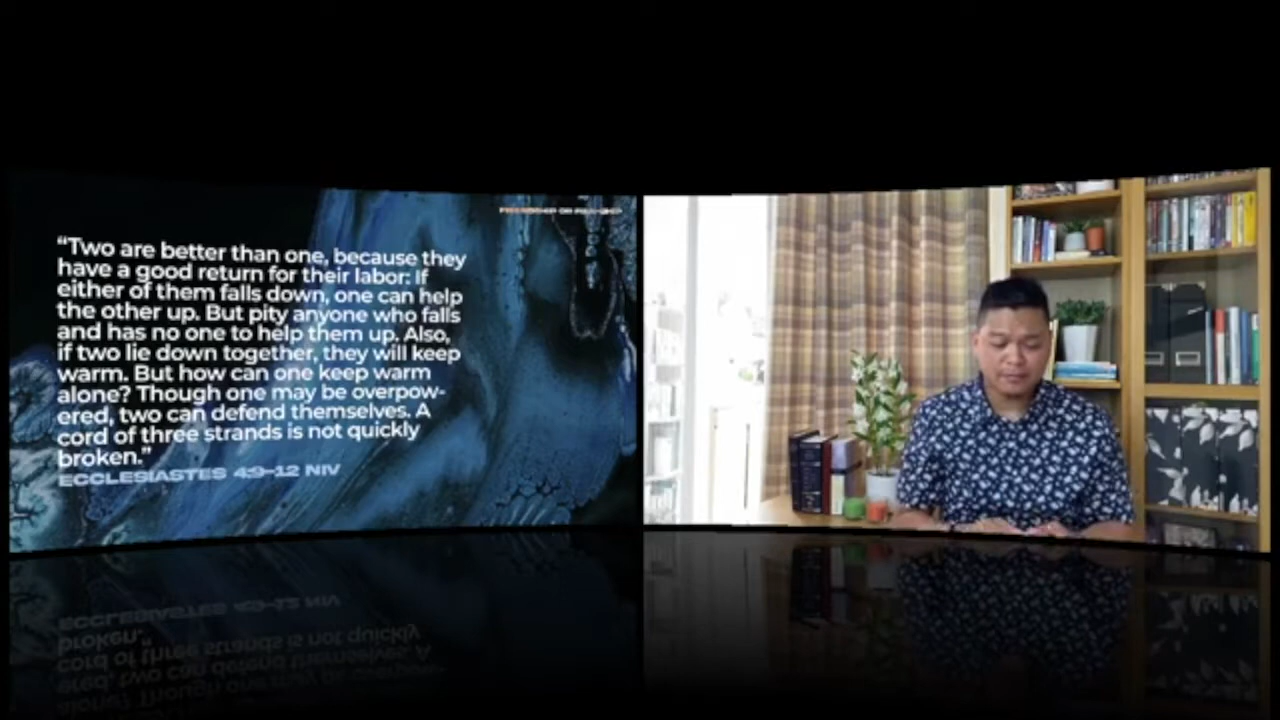 “Two are better than one, because they
have a good return for their labor: If
either of them falls down, one can help
the other up. But pity anyone who falls
and has no one to help them up. Also,
if two lie down together, they will keep
warm. But how can one keep warm
alone? Though one may be overpow-
ered, two can defend themselves. A
cord of three strands is not quickly
broken.”
ECCLESIASTES 4:9–12 NIV